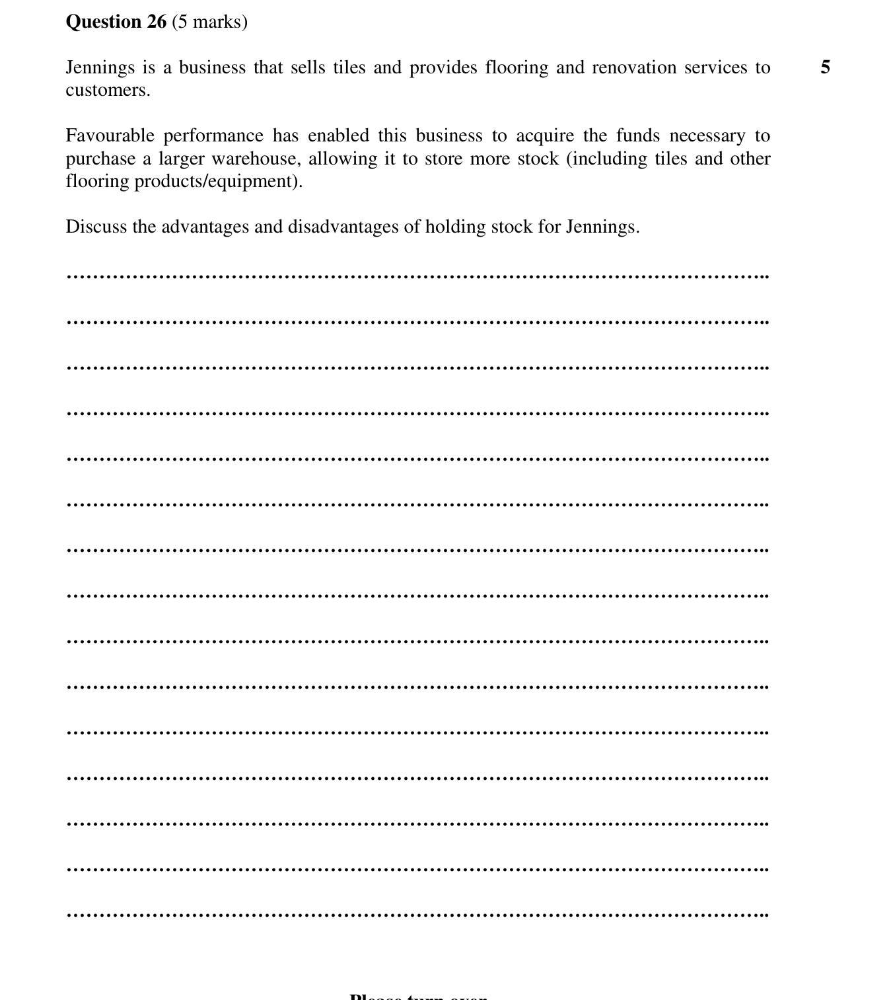 Question 26 (5 marks)
Jennings is a business that sells tiles and provides flooring and renovation services to 5
customers.
Favourable performance has enabled this business to acquire the funds necessary to
purchase a larger warehouse, allowing it to store more stock (including tiles and other
flooring products/equipment).
Discuss the advantages and disadvantages of holding stock for Jennings.
Please turn over